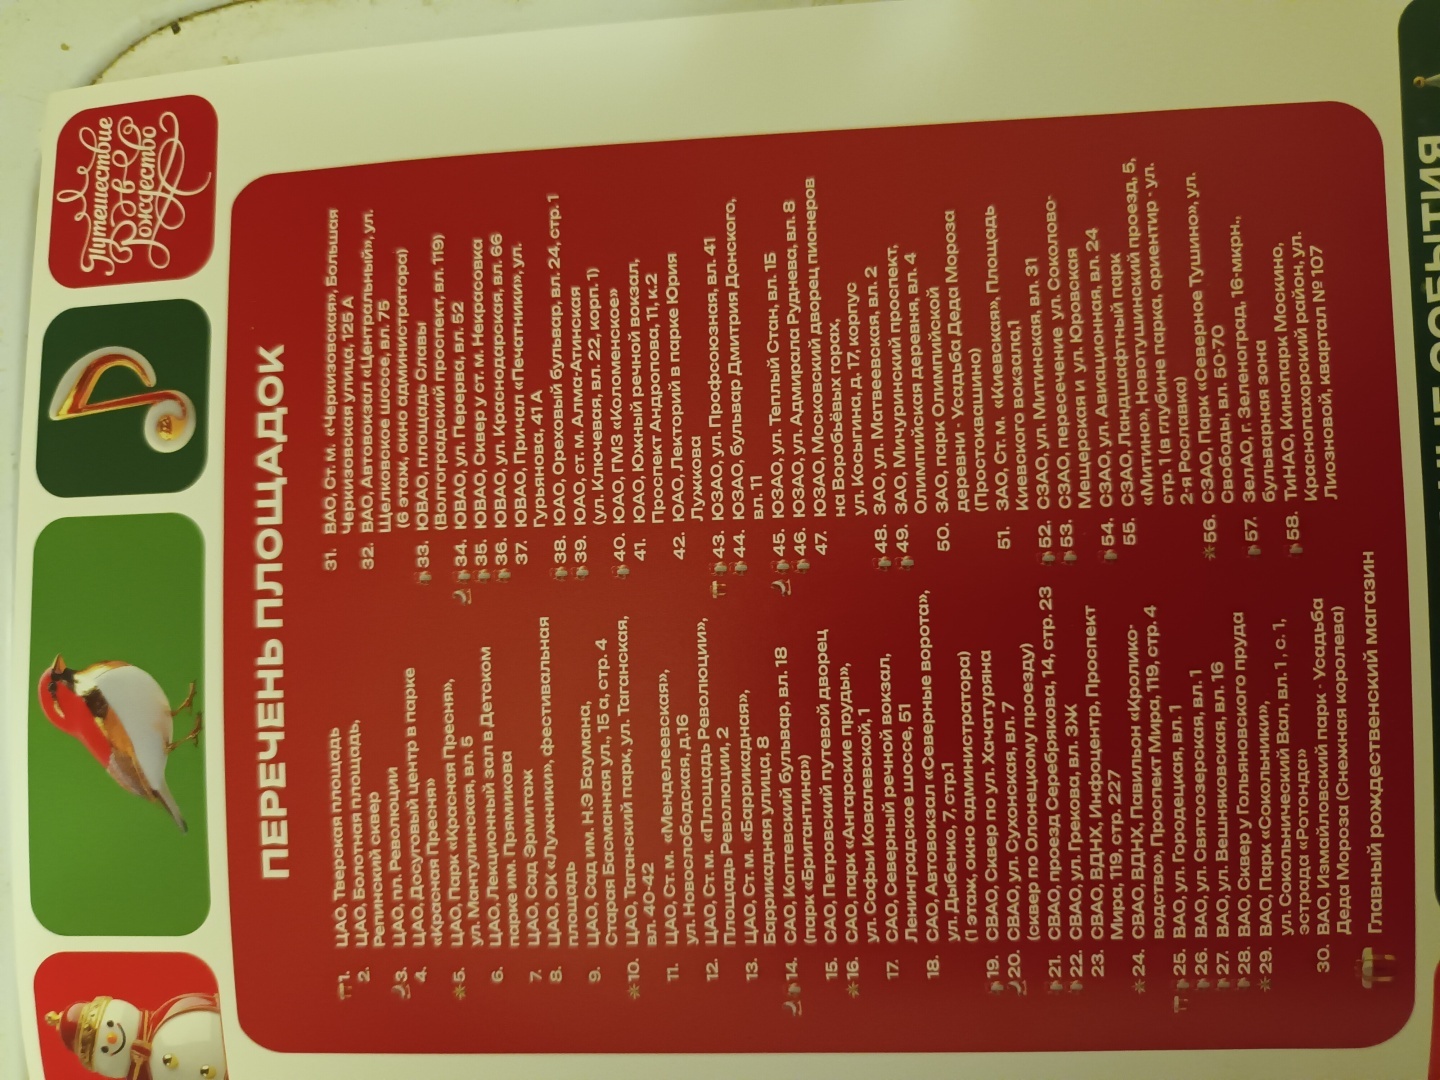 Путешествие
в
Рождество
ПЕРЕЧЕНЬ ПЛОЩАДОК
1. ЦАО, Тверская площадь
2. ЦАО, Болотная площадь,
Репинский сквер
3. ЦАО, пл. Революции
4. ЦАО, Досуговый центр в парке
«Красная Пресня»
5. ЦАО, Парк «Красная Пресня»,
ул. Мантулинская, вл. 5
6. ЦАО, Лекционный зал в Детском
парке им. Прямикова
7. ЦАО, Сад Эрмитаж
8. ЦАО, ОК «Лужники», фестивальная
площадь
9. ЦАО, Сад им. Н.Э Баумана,
Старая Басманная ул., 15 а, стр. 4
10. ЦАО, Таганский парк, ул. Таганская,
вл. 40-42
11. ЦАО, Ст. м. «Менделеевская»,
ул. Новослободская, д.16
12. ЦАО, Ст. м. «Площадь Революции»,
Площадь Революции, 2
13. ЦАО, Ст. м. «Баррикадная»,
Баррикадная улица, 8
14. САО, Коптевский бульвар, вл. 18
(парк «Бригантина»)
15. САО, Петровский путевой дворец
16. САО, парк «Ангарские пруды»,
ул. Софьи Ковалевской, 1
17. САО, Северный речной вокзал,
Ленинградское шоссе, 51
18. САО, Автовокзал «Северные ворота»,
ул. Дыбенко, 7, стр.1
(1 этаж, окно администратора)
19. СВАО, Сквер по ул. Хачатуряна
20. СВАО, ул. Сухонская, вл. 7
(сквер по Олонецкому проезду)
21. СВАО, проезд Серебрякова, 14, стр. 23
22. СВАО, ул. Грекова, вл. 3Ж
23. СВАО, ВДНХ, Инфоцентр, Проспект
Мира, 119, стр. 227
24. СВАО, ВДНХ, Павильон «Кролико-
водство», Проспект Мира, 119, стр. 4
25. ВАО, ул. Городецкая, вл. 1
26. ВАО, ул. Святоозерская, вл. 1
27. ВАО, ул. Вешняковская, вл. 16
28. ВАО, Сквер у Гольяновского пруда
29. ВАО, Парк «Сокольники»,
ул. Сокольнический Вал, вл. 1, с. 1,
эстрада «Ротонда»
30. ВАО, Измайловский парк - Усадьба
Деда Мороза (Снежная королева)
31. ВАО, Ст. м. «Черкизовская», Большая
Черкизовская улица, 125 А
32. ВАО, Автовокзал «Центральный», ул.
Щелковское шоссе, вл. 75
(6 этаж, окно администратора)
33. ЮВАО, площадь Славы
(Волгоградский проспект, вл. 119)
34. ЮВАО, ул. Перерва, вл. 52
35. ЮВАО, Сквер у ст. м. Некрасовка
36. ЮВАО, ул. Краснодарская, вл. 66
37. ЮВАО, Причал «Печатники», ул.
Гурьянова, 41 А
38. ЮАО, Ореховый бульвар, вл. 24, стр. 1
39. ЮАО, ст. м. Алма-Атинская
(ул. Ключевая, вл. 22, корп. 1)
40. ЮАО, ГМЗ «Коломенское»
41. ЮАО, Южный речной вокзал,
Проспект Андропова, 11, к.2
42. ЮАО, Лекторий в парке Юрия
Лужкова
43. ЮЗАО, ул. Профсоюзная, вл. 41
44. ЮЗАО, бульвар Дмитрия Донского,
вл. 11
45. ЮЗАО, ул. Теплый Стан, вл. 15
46. ЮЗАО, ул. Адмирала Руднева, вл. 8
47. ЮЗАО, Московский дворец пионеров
на Воробьёвых горах,
ул. Косыгина, д. 17, корпус
48. ЗАО, ул. Матвеевская, вл. 2
49. ЗАО, Мичуринский проспект,
Олимпийская деревня, вл. 4
50. ЗАО, парк Олимпийской
деревни - Усадьба Деда Мороза
(Простоквашино)
51. ЗАО, Ст. м. «Киевская», Площадь
Киевского вокзала,1
52. СЗАО, ул. Митинская, вл. 31
53. СЗАО, пересечение ул. Соколово-
Мещерская и ул. Юровская
54. СЗАО, ул. Авиационная, вл. 24
55. СЗАО, Ландшафтный парк
«Митино», Новотушинский проезд, 5,
стр. 1 (в глубине парка, ориентир - ул.
2-я Рославка)
56. СЗАО, Парк «Северное Тушино», ул.
Свободы, вл. 50-70
57. ЗелАО, г. Зеленоград, 16-мкрн.,
бульварная зона
58. ТИНАО, Кинопарк Москино,
Краснопахорский район, ул.
Лиозновой, квартал № 107
Главный рождественский магазин